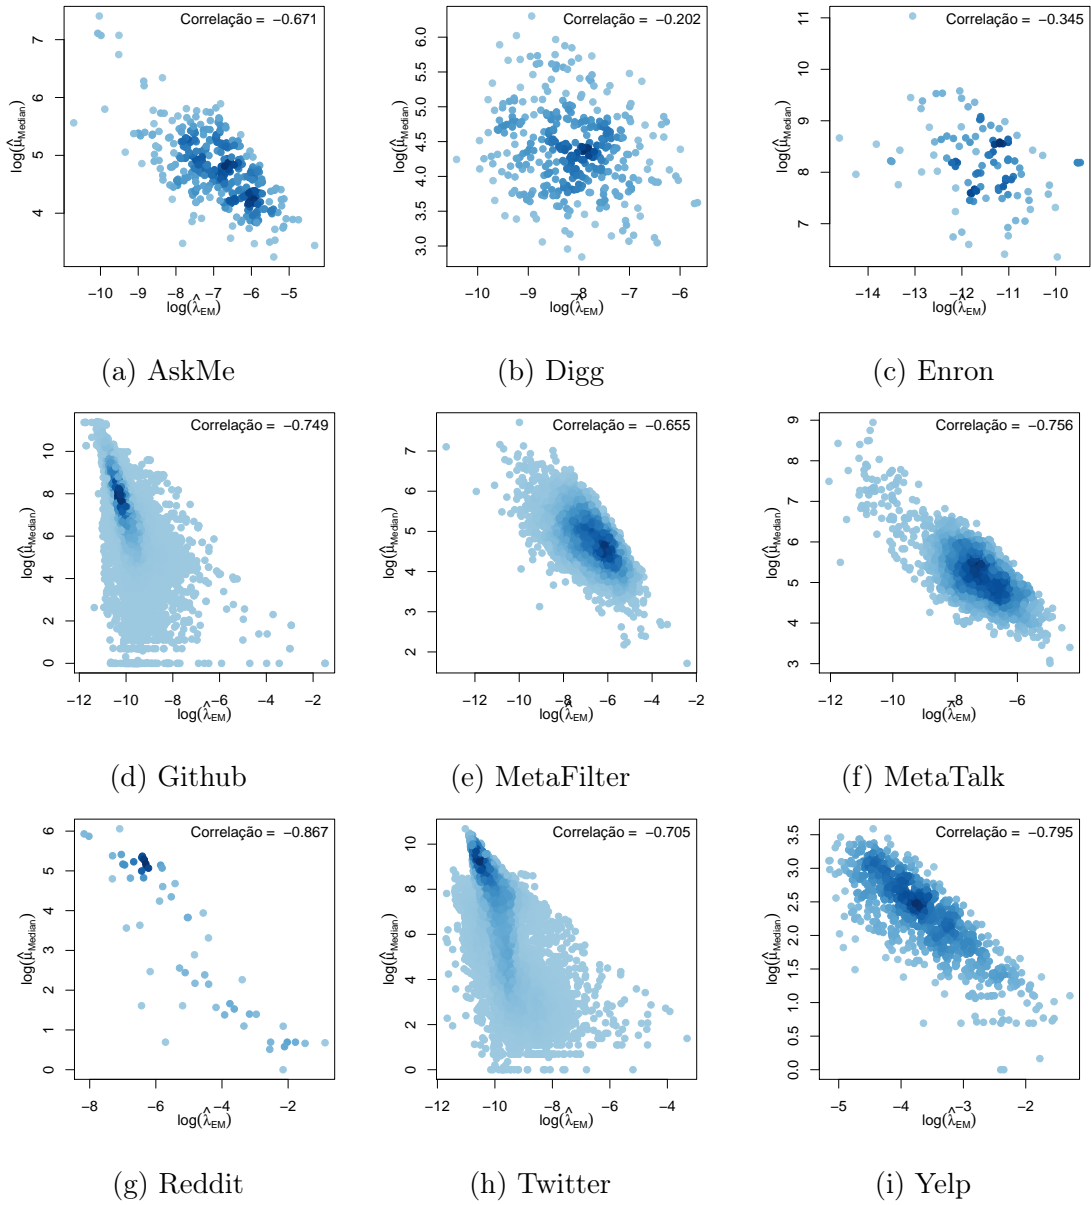 Correlação = −0.671
log(μ̂Median)
4 5 6 7
−10 −9 −8 −7 −6 −5
log(λ̂EM)
(a) AskMe
Correlação = −0.202
log(μ̂Median)
3.0 3.5 4.0 4.5 5.0 5.5 6.0
−10 −9 −8 −7 −6
log(λ̂EM)
(b) Digg
Correlação = −0.345
log(μ̂Median)
7 8 9 10 11
−14 −13 −12 −11 −10
log(λ̂EM)
(c) Enron
Correlação = −0.749
log(μ̂Median)
0 2 4 6 8 10
−12 −10 −8 −6 −4 −2
log(λ̂EM)
(d) Github
Correlação = −0.655
log(μ̂Median)
2 3 4 5 6 7
−12 −10 −8 −6 −4 −2
log(λ̂EM)
(e) MetaFilter
Correlação = −0.756
log(μ̂Median)
3 4 5 6 7 8 9
−12 −10 −8 −6
log(λ̂EM)
(f) MetaTalk
Correlação = −0.867
log(μ̂Median)
0 1 2 3 4 5 6
−8 −6 −4 −2
log(λ̂EM)
(g) Reddit
Correlação = −0.705
log(μ̂Median)
0 2 4 6 8 10
−12 −10 −8 −6 −4
log(λ̂EM)
(h) Twitter
Correlação = −0.795
log(μ̂Median)
0.0 0.5 1.0 1.5 2.0 2.5 3.0 3.5
−5 −4 −3 −2
log(λ̂EM)
(i) Yelp